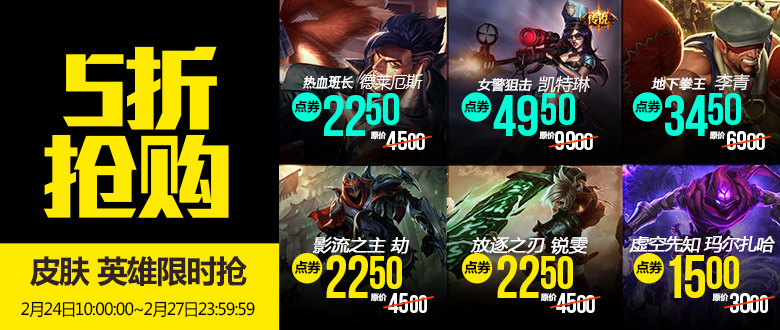 5折
抢购
皮肤 英雄限时抢
2月24日10:00:00~2月27日23:59:59
热血班长 德莱厄斯
点券 2250
原价 4500
传说
女警狙击 凯特琳
点券 4950
原价 9900
地下拳王 李青
点券 3450
原价 6900
影流之主 劫
点券 2250
原价 4500
放逐之刃 锐雯
点券 2250
原价 4500
虚空先知 玛尔扎哈
点券 1500
原价 3000